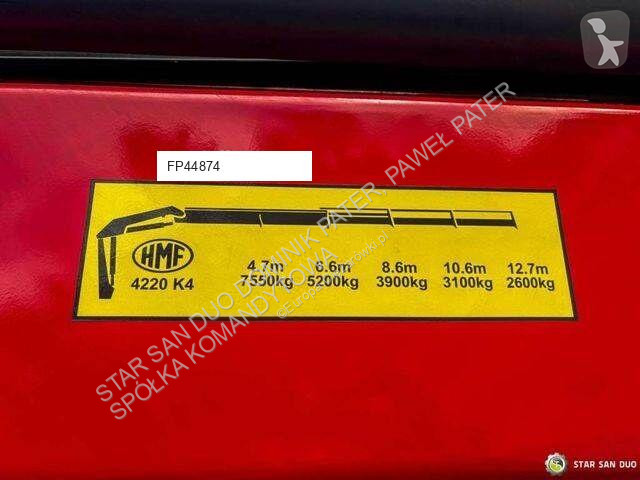 FP44874
HMF
4220 K4
4.7m 6.6m 8.6m 10.6m 12.7m
7550kg 5200kg 3900kg 3100kg 2600kg
STAR SAN DUO DOMINIK PATER, PAWEŁ PATER
SPÓŁKA KOMANDYTOWA
STAR SAN DUO